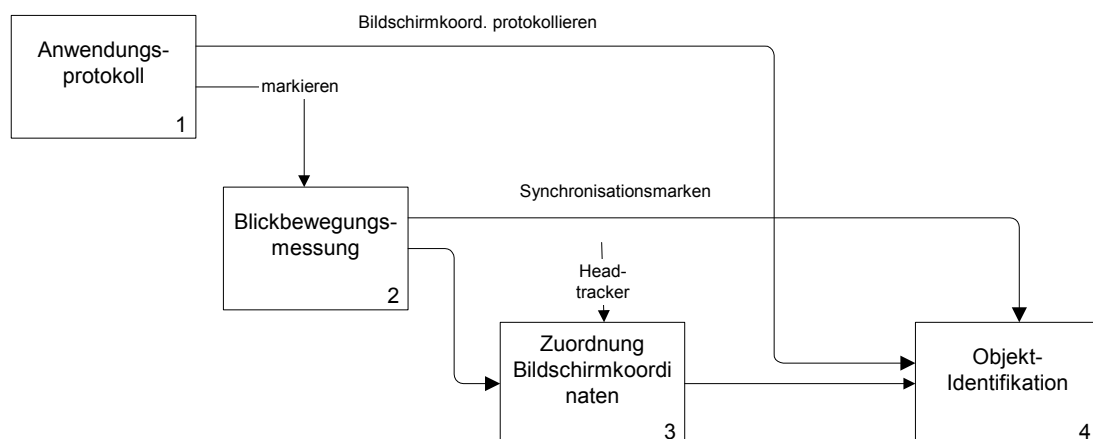 Bildschirmkoord. protokollieren
Anwendungs-
protokoll
1
markieren
Synchronisationsmarken
Blickbewegungs-
messung
2
Head-
tracker
Zuordnung
Bildschirmkoordi
naten
3
Objekt-
Identifikation
4